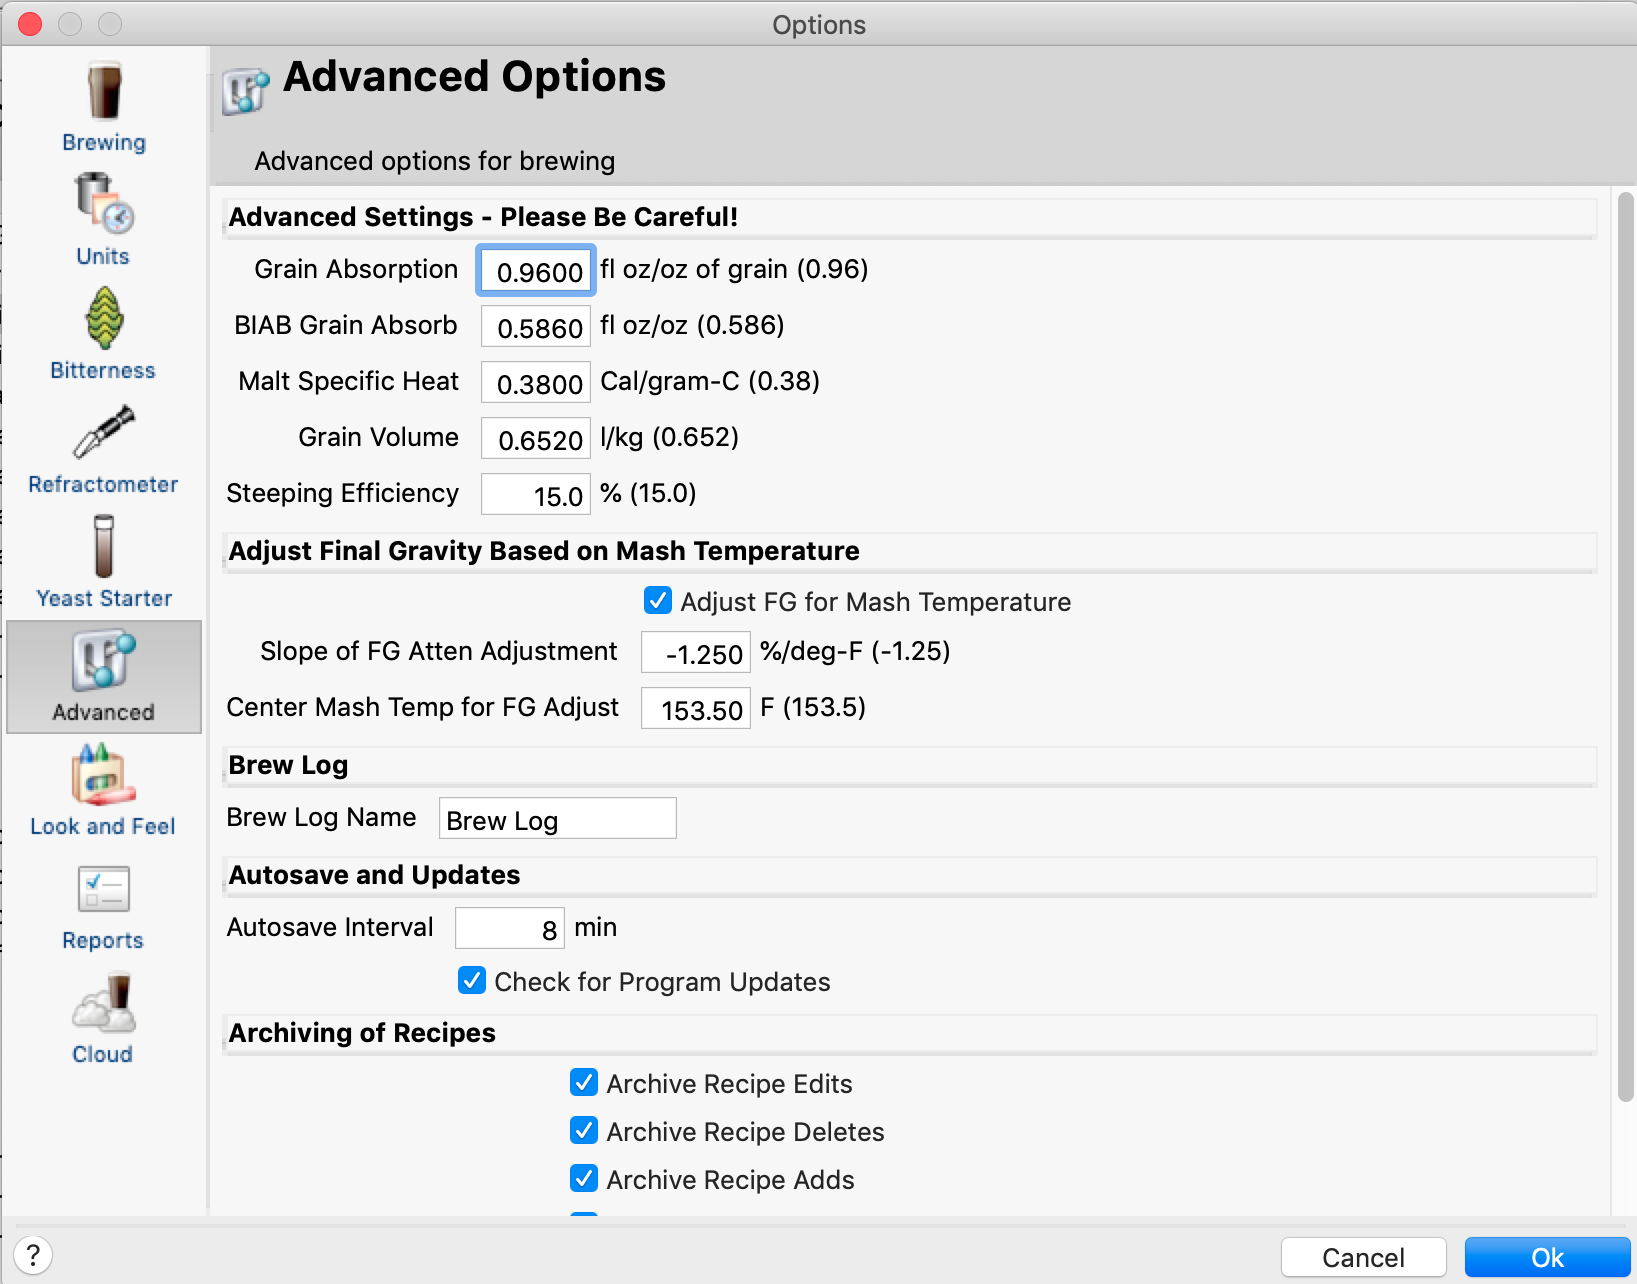 Options
Brewing
Units
Bitterness
Refractometer
Yeast Starter
Advanced
Look and Feel
Reports
Cloud
Advanced Options
Advanced options for brewing
Advanced Settings - Please Be Careful!
Grain Absorption 0.9600 fl oz/oz of grain (0.96)
BIAB Grain Absorb 0.5860 fl oz/oz (0.586)
Malt Specific Heat 0.3800 Cal/gram-C (0.38)
Grain Volume 0.6520 l/kg (0.652)
Steeping Efficiency 15.0 % (15.0)
Adjust Final Gravity Based on Mash Temperature
Adjust FG for Mash Temperature
Slope of FG Atten Adjustment -1.250 %/deg-F (-1.25)
Center Mash Temp for FG Adjust 153.50 F (153.5)
Brew Log
Brew Log Name Brew Log
Autosave and Updates
Autosave Interval 8 min
Check for Program Updates
Archiving of Recipes
Archive Recipe Edits
Archive Recipe Deletes
Archive Recipe Adds
? Cancel Ok